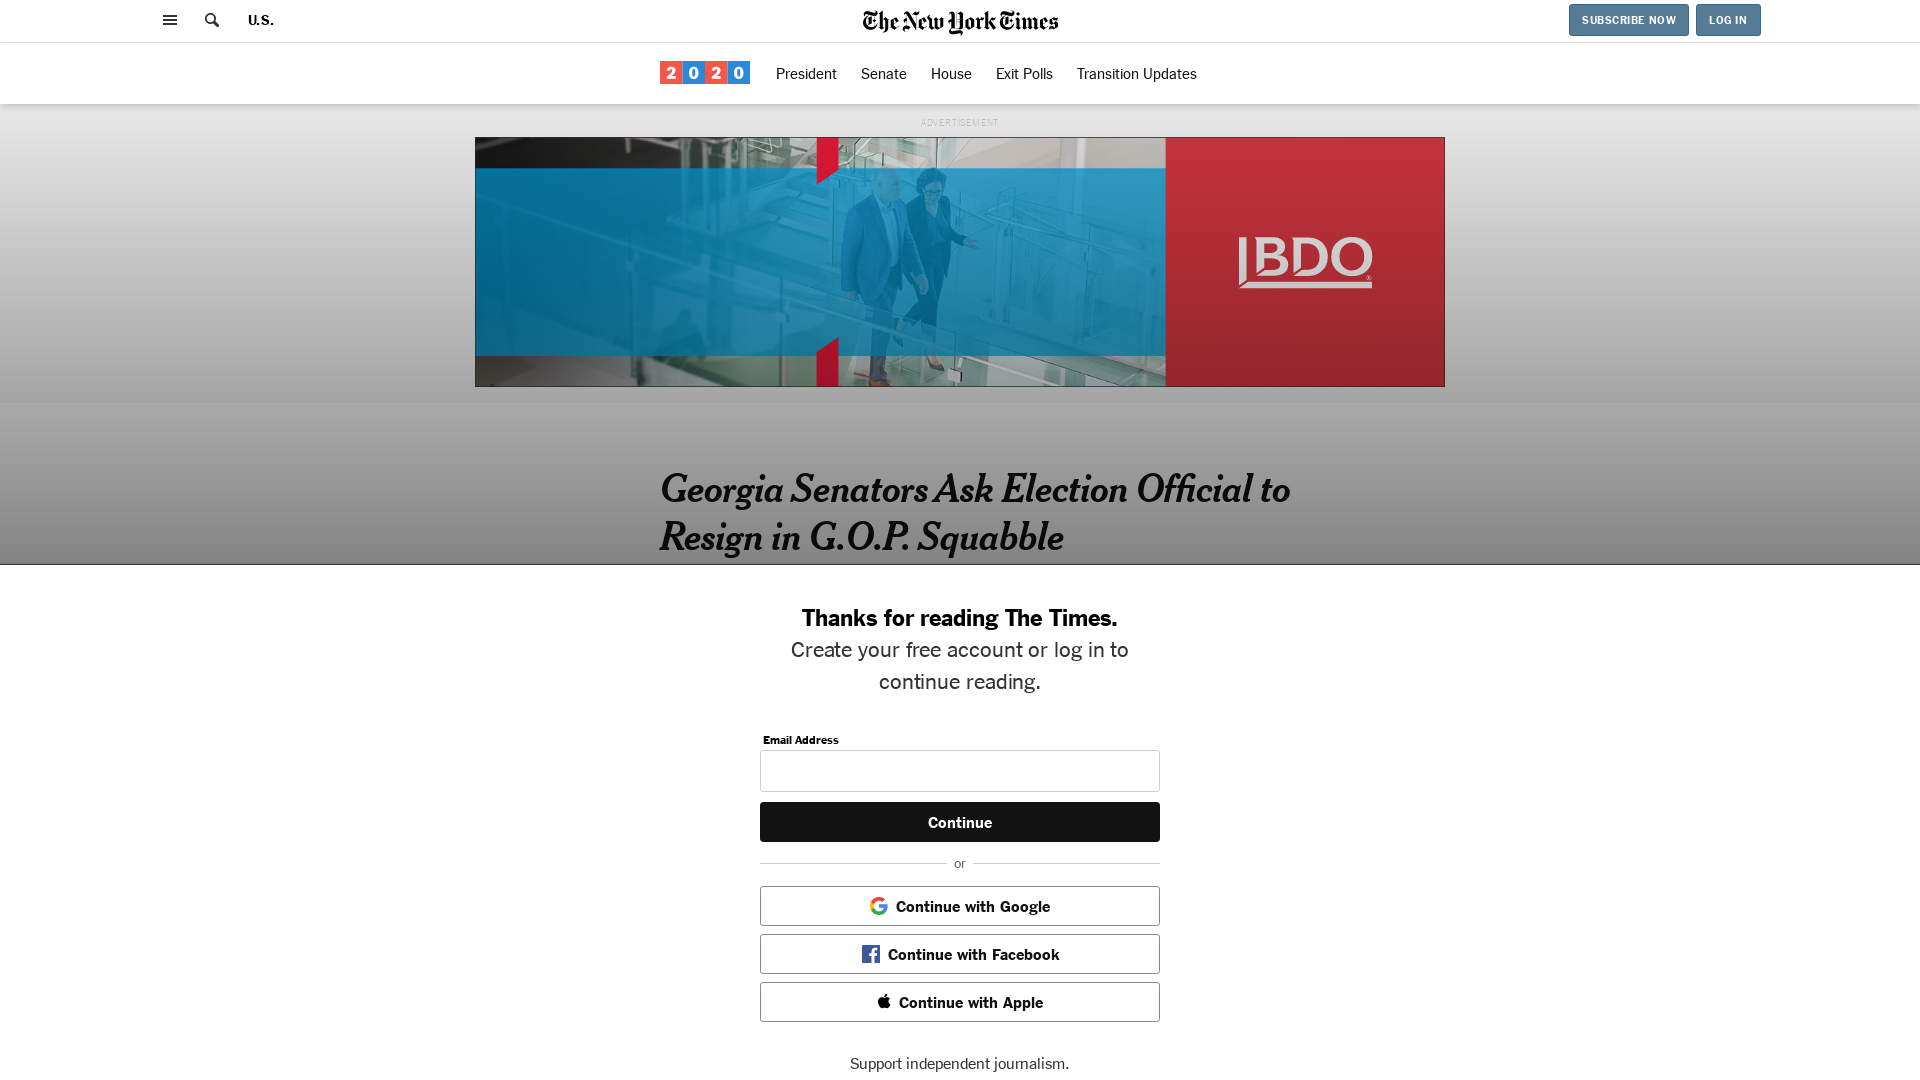 U.S.
The New York Times
SUBSCRIBE NOW
LOG IN
2020
President
Senate
House
Exit Polls
Transition Updates
ADVERTISEMENT
BDO
Georgia Senators Ask Election Official to
Resign in G.O.P. Squabble
Thanks for reading The Times.
Create your free account or log in to
continue reading.
Email Address
Continue
or
Continue with Google
Continue with Facebook
Continue with Apple
Support independent journalism.